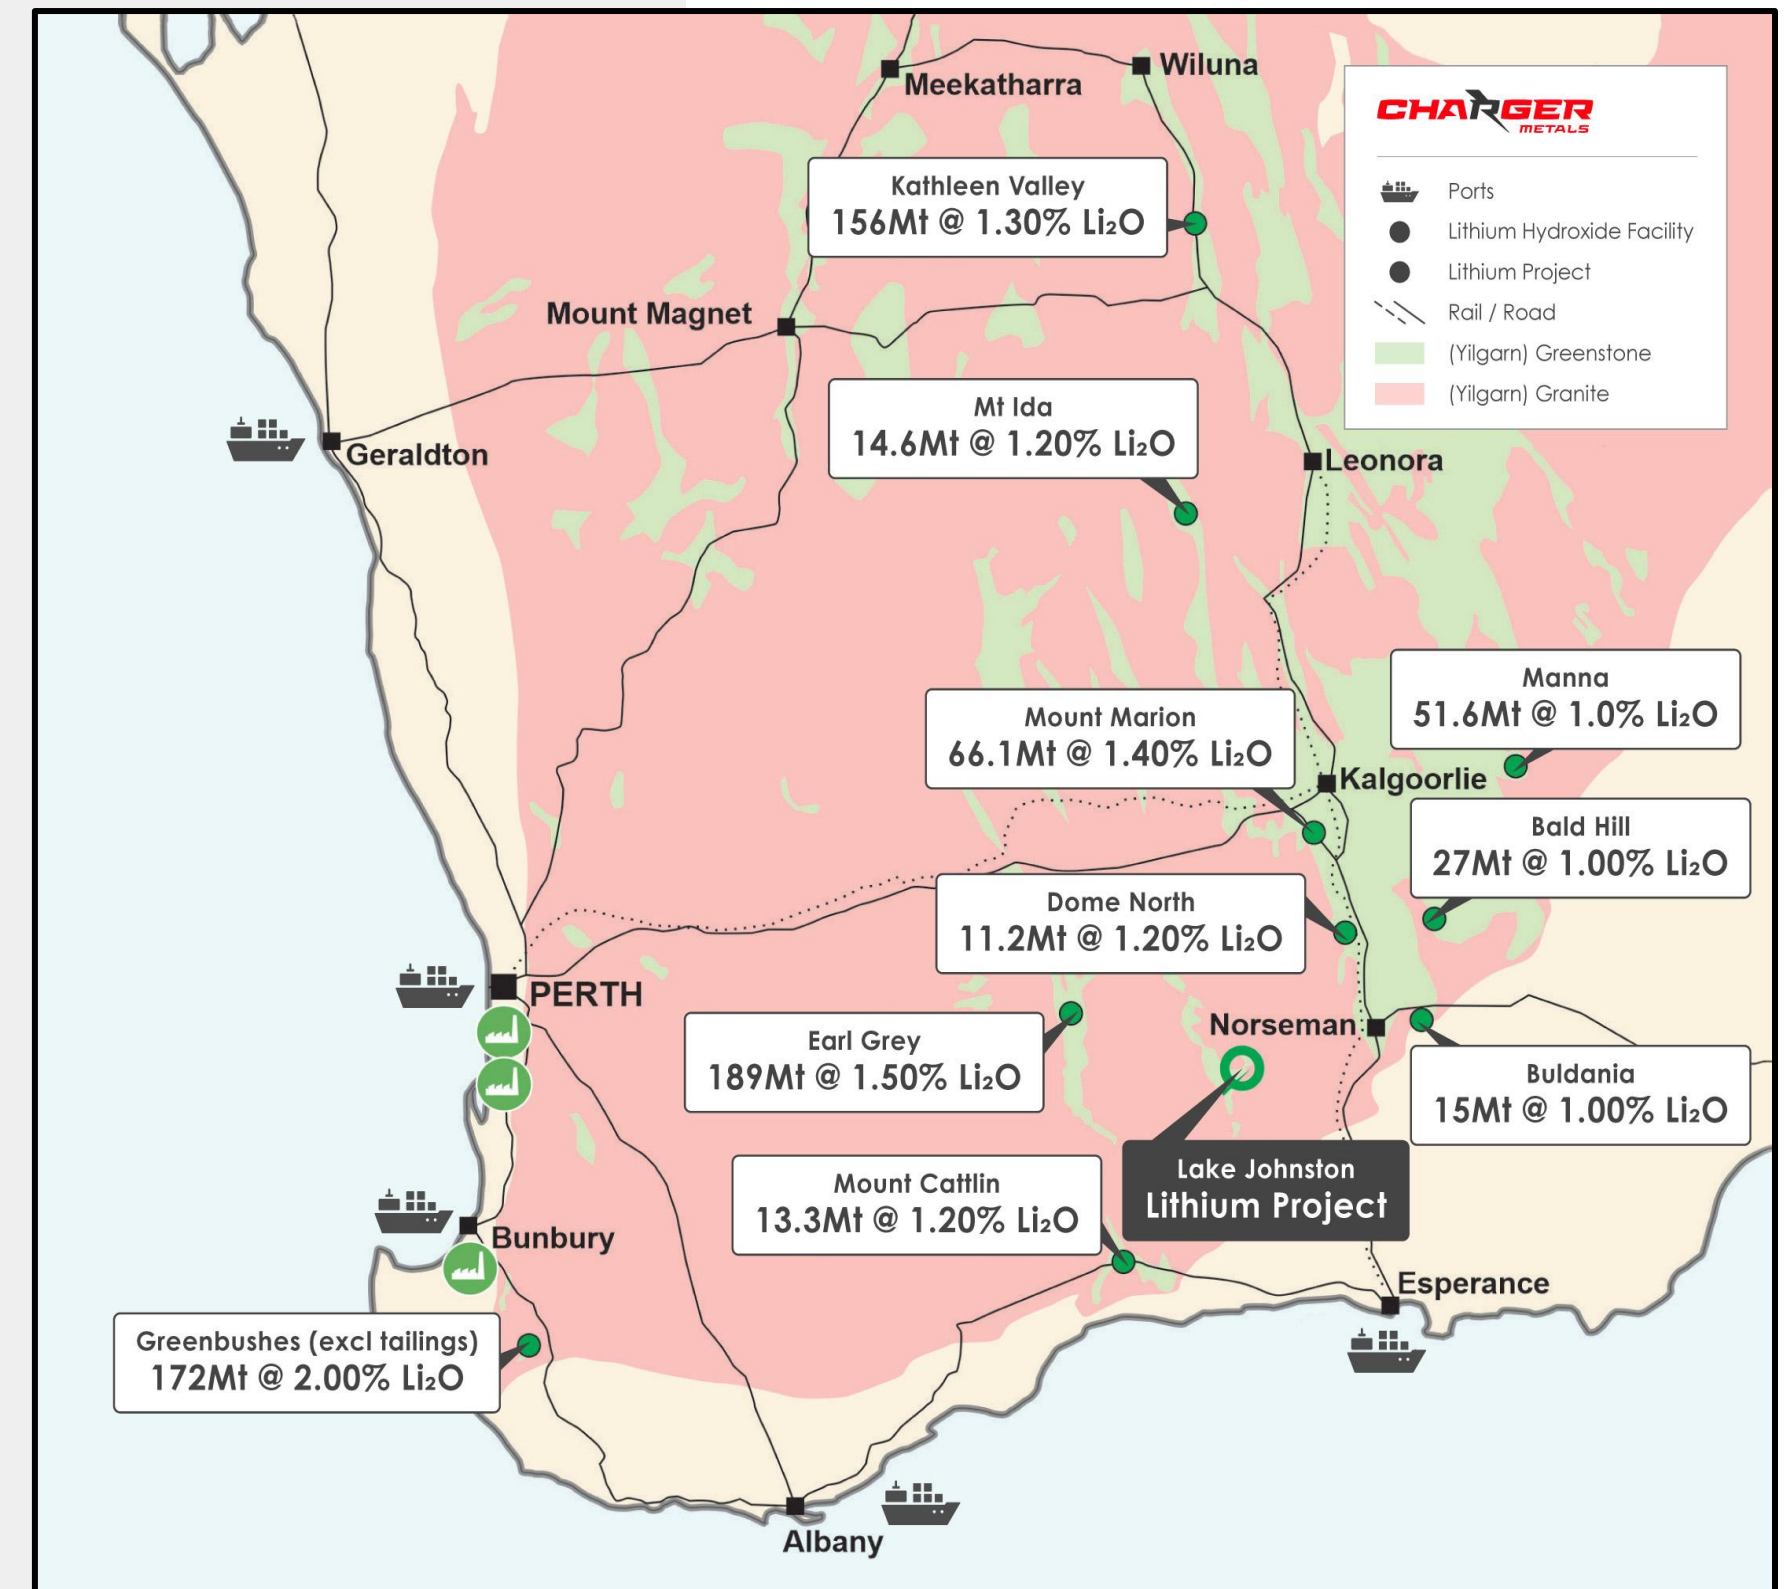 Meekatharra
Wiluna
CHARGER
METALS
Ports
Lithium Hydroxide Facility
Lithium Project
Rail / Road
(Yilgarn) Greenstone
(Yilgarn) Granite
Kathleen Valley
156Mt @ 1.30% Li₂O
Mount Magnet
Mt Ida
14.6Mt @ 1.20% Li₂O
Geraldton
Leonora
Manna
51.6Mt @ 1.0% Li₂O
Mount Marion
66.1Mt @ 1.40% Li₂O
Kalgoorlie
Bald Hill
27Mt @ 1.00% Li₂O
Dome North
11.2Mt @ 1.20% Li₂O
PERTH
Norseman
Earl Grey
189Mt @ 1.50% Li₂O
Buldania
15Mt @ 1.00% Li₂O
Lake Johnston
Lithium Project
Mount Cattlin
13.3Mt @ 1.20% Li₂O
Bunbury
Esperance
Greenbushes (excl tailings)
172Mt @ 2.00% Li₂O
Albany